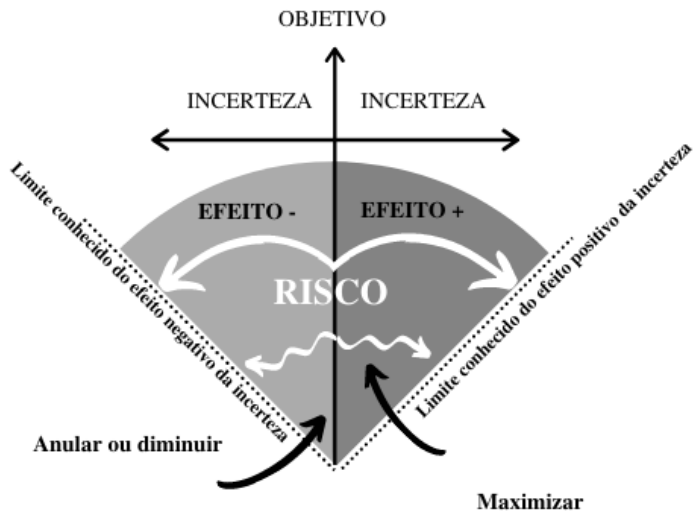 OBJETIVO
INCERTEZA
INCERTEZA
EFEITO -
EFEITO +
RISCO
Limite conhecido do efeito negativo da incerteza
Limite conhecido do efeito positivo da incerteza
Anular ou diminuir
Maximizar